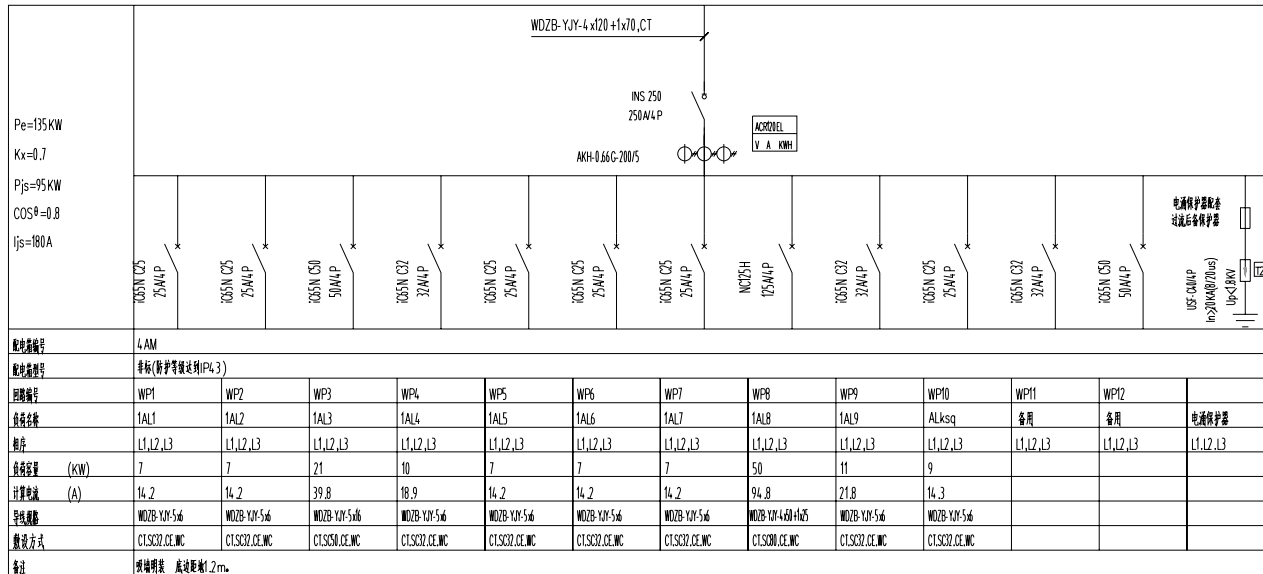 WDZB-YJY-4x120+1x70,CT
INS 250
250A/4P
ACR120EL
V A KWH
AKH-0.66G-200/5
Pe=135KW
Kx=0.7
Pjs=95KW
COSθ=0.8
Ijs=180A
iC65N C25
25A/4P
iC65N C25
25A/4P
iC65N C50
50A/4P
iC65N C32
32A/4P
iC65N C25
25A/4P
iC65N C25
25A/4P
iC65N C25
25A/4P
NC125H
125A/4P
iC65N C32
32A/4P
iC65N C25
25A/4P
iC65N C32
32A/4P
iC65N C50
50A/4P
电涌保护器配套
过流后备保护器
In>20KA(8/20us)
Up<1.8KV
配电箱编号 4AM
配电箱型号 非标(防护等级达到IP43)
回路编号 WP1 WP2 WP3 WP4 WP5 WP6 WP7 WP8 WP9 WP10 WP11 WP12
负荷名称 1AL1 1AL2 1AL3 1AL4 1AL5 1AL6 1AL7 1AL8 1AL9 ALksq 备用 备用 电涌保护器
相序 L1,L2,L3 L1,L2,L3 L1,L2,L3 L1,L2,L3 L1,L2,L3 L1,L2,L3 L1,L2,L3 L1,L2,L3 L1,L2,L3 L1,L2,L3 L1,L2,L3 L1,L2,L3 L1.L2.L3
负荷容量 (KW) 7 7 21 10 7 7 7 50 11 9
计算电流 (A) 14.2 14.2 39.8 18.9 14.2 14.2 14.2 94.8 21.8 14.3
导线规格 WDZB-YJY-5x6 WDZB-YJY-5x6 WDZB-YJY-5x16 WDZB-YJY-5x6 WDZB-YJY-5x6 WDZB-YJY-5x6 WDZB-YJY-5x6 WDZB-YJY-4x50+1x25 WDZB-YJY-5x6 WDZB-YJY-5x6
敷设方式 CT,SC32,CE,WC CT,SC32,CE,WC CT,SC50,CE,WC CT,SC32,CE,WC CT,SC32,CE,WC CT,SC32,CE,WC CT,SC32,CE,WC CT,SC80,CE,WC CT,SC32,CE,WC CT,SC32,CE,WC
备注 明装 底边距地1.2m。